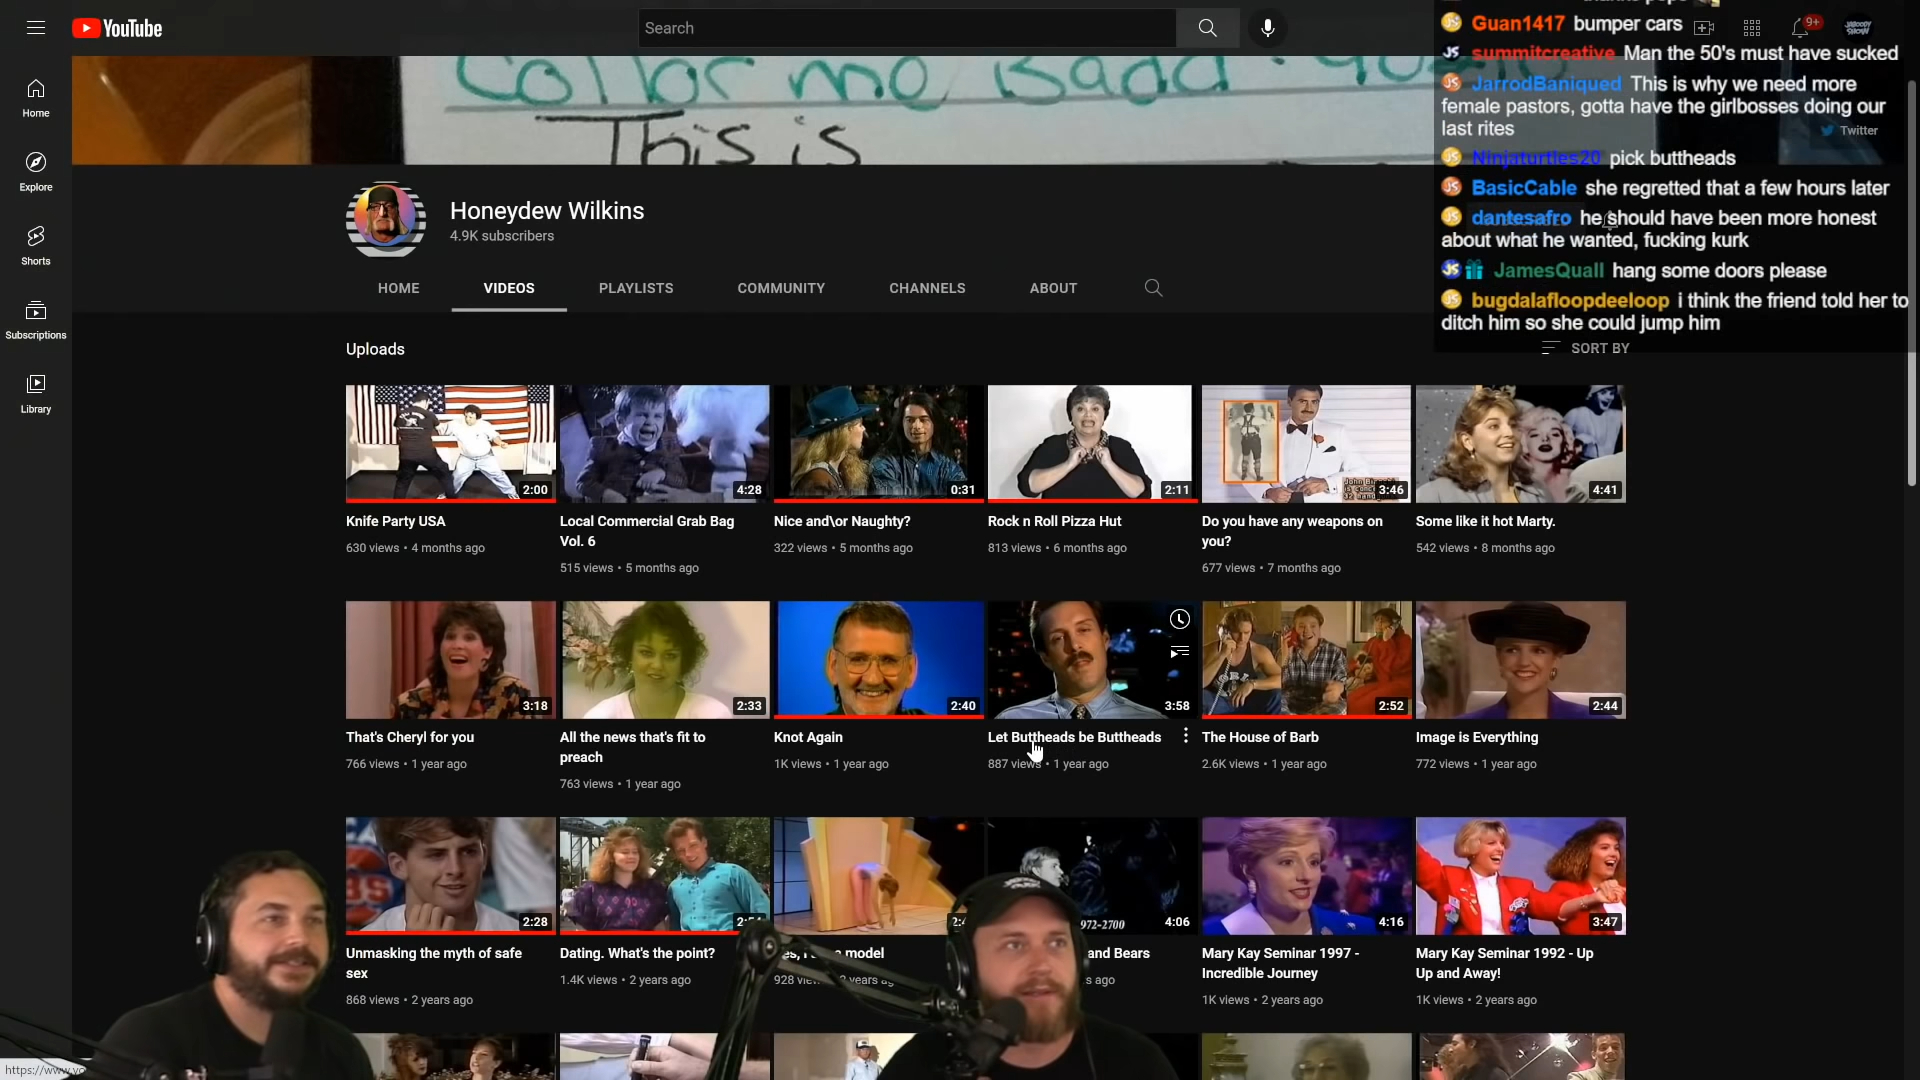 YouTube
Search
9+
Home
Explore
Shorts
Subscriptions
Library
Color me Badd
This is
Twitter
Guan1417 bumper cars
summitcreative Man the 50's must have sucked
JarrodBaniqued This is why we need more
female pastors, gotta have the girlbosses doing our
last rites
Ninjaturtles20 pick buttheads
BasicCable she regretted that a few hours later
dantesafro he should have been more honest
about what he wanted, fucking kurk
JamesQuall hang some doors please
bugdalafloopdeeloop i think the friend told her to
ditch him so she could jump him
Honeydew Wilkins
4.9K subscribers
HOME VIDEOS PLAYLISTS COMMUNITY CHANNELS ABOUT
Uploads
SORT BY
2:00 4:28 0:31 2:11 3:46 4:41
Knife Party USA
630 views • 4 months ago
Local Commercial Grab Bag
Vol. 6
515 views • 5 months ago
Nice and\or Naughty?
322 views • 5 months ago
Rock n Roll Pizza Hut
813 views • 6 months ago
Do you have any weapons on
you?
677 views • 7 months ago
Some like it hot Marty.
542 views • 8 months ago
3:18 2:33 2:40 3:58 2:52 2:44
That's Cheryl for you
766 views • 1 year ago
All the news that's fit to
preach
763 views • 1 year ago
Knot Again
1K views • 1 year ago
Let Buttheads be Buttheads
887 views • 1 year ago
The House of Barb
2.6K views • 1 year ago
Image is Everything
772 views • 1 year ago
2:28 972-2700 4:06 4:16 3:47
Unmasking the myth of safe
sex
868 views • 2 years ago
Dating. What's the point?
1.4K views • 2 years ago
model
928
and Bears
ago
Mary Kay Seminar 1997 -
Incredible Journey
1K views • 2 years ago
Mary Kay Seminar 1992 - Up
Up and Away!
1K views • 2 years ago